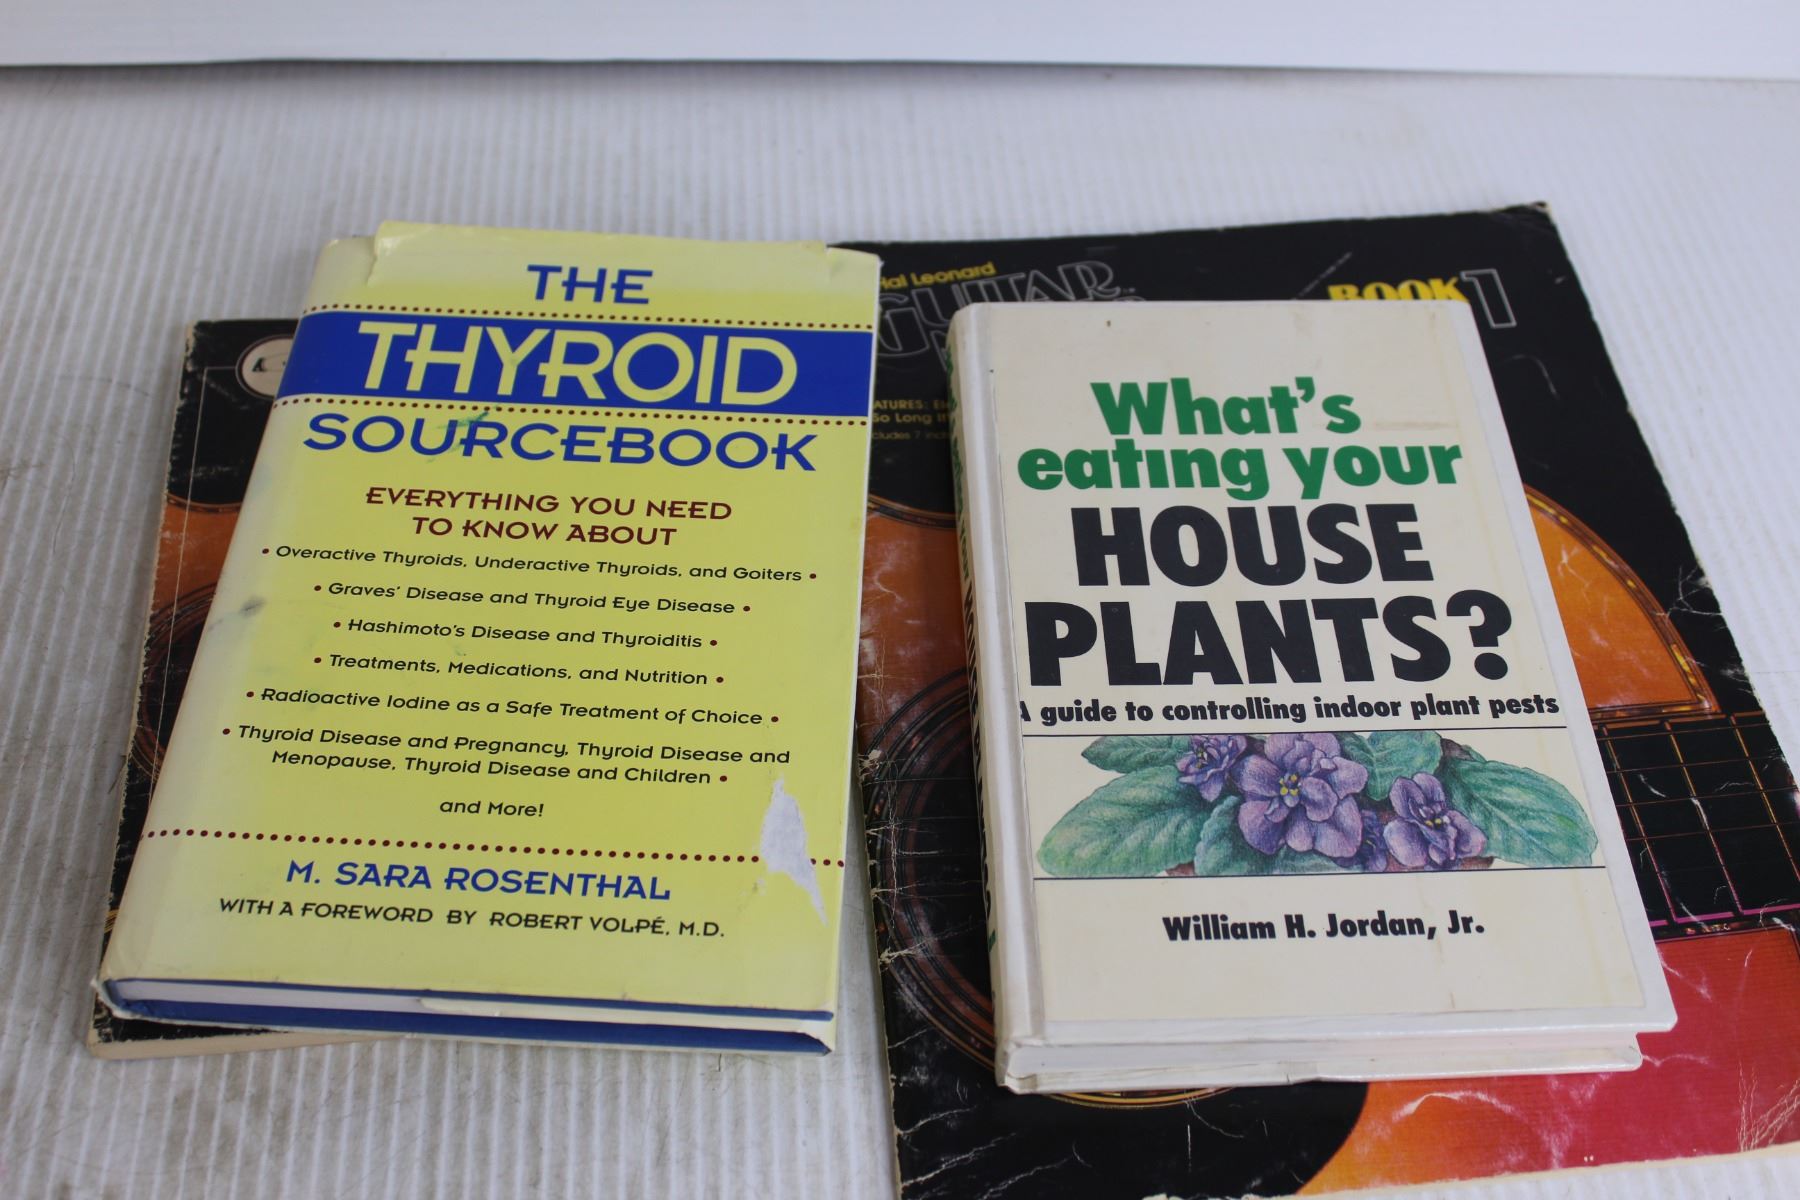 THE
THYROID
SOURCEBOOK
EVERYTHING YOU NEED
TO KNOW ABOUT
• Overactive Thyroids, Underactive Thyroids, and Goiters •
• Graves' Disease and Thyroid Eye Disease •
• Hashimoto's Disease and Thyroiditis •
• Treatments, Medications, and Nutrition •
• Radioactive Iodine as a Safe Treatment of Choice •
• Thyroid Disease and Pregnancy, Thyroid Disease and
Menopause, Thyroid Disease and Children •
and More!
M. SARA ROSENTHAL
WITH A FOREWORD BY ROBERT VOLPÉ, M.D.
Hal Leonard
GUITAR
BOOK 1
So Long
What's
eating your
HOUSE
PLANTS?
A guide to controlling indoor plant pests
William H. Jordan, Jr.